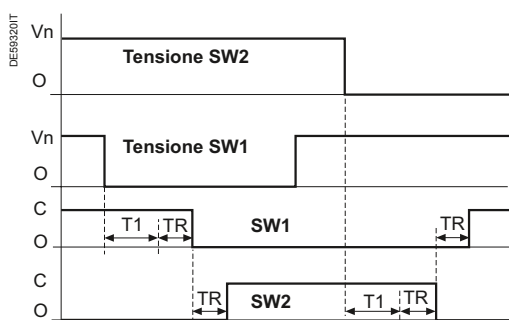 DE59320IT
Vn
Tensione SW2
O
Vn
Tensione SW1
O
C
T1 TR SW1 TR
O
C
TR SW2 T1 TR
O